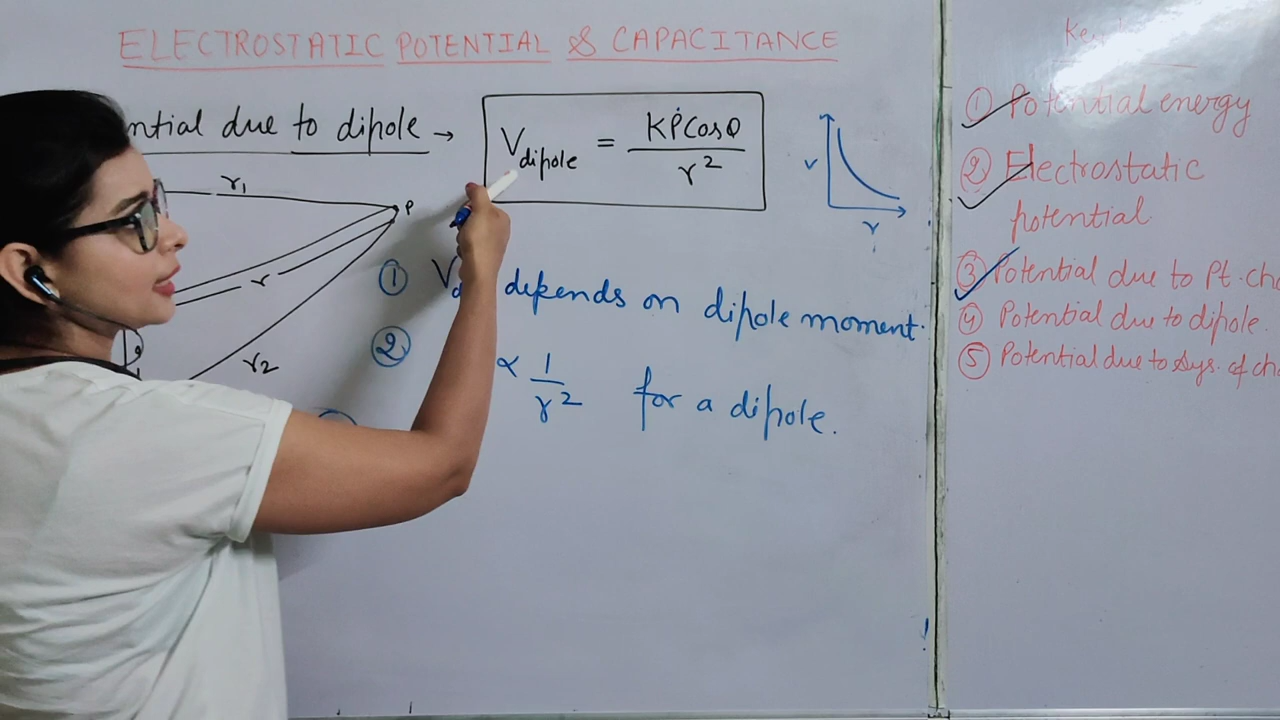 ELECTROSTATIC POTENTIAL & CAPACITANCE
ntial due to dipole →
V dipole = KPCosθ / r²
V
r
r₁
P
r
r₂
θ
① V depends on dipole moment.
②
∝ 1 / r² for a dipole.
Ke
① Potential energy
② Electrostatic
potential
③ Potential due to Pt. cha
④ Potential due to dipole.
⑤ Potential due to Sys. of cha